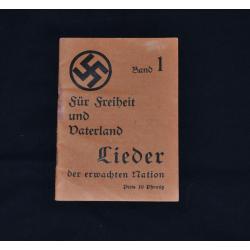 Band 1
Für Freiheit
und
Vaterland
Lieder
der erwachten Nation
Preis 10 Pfennig